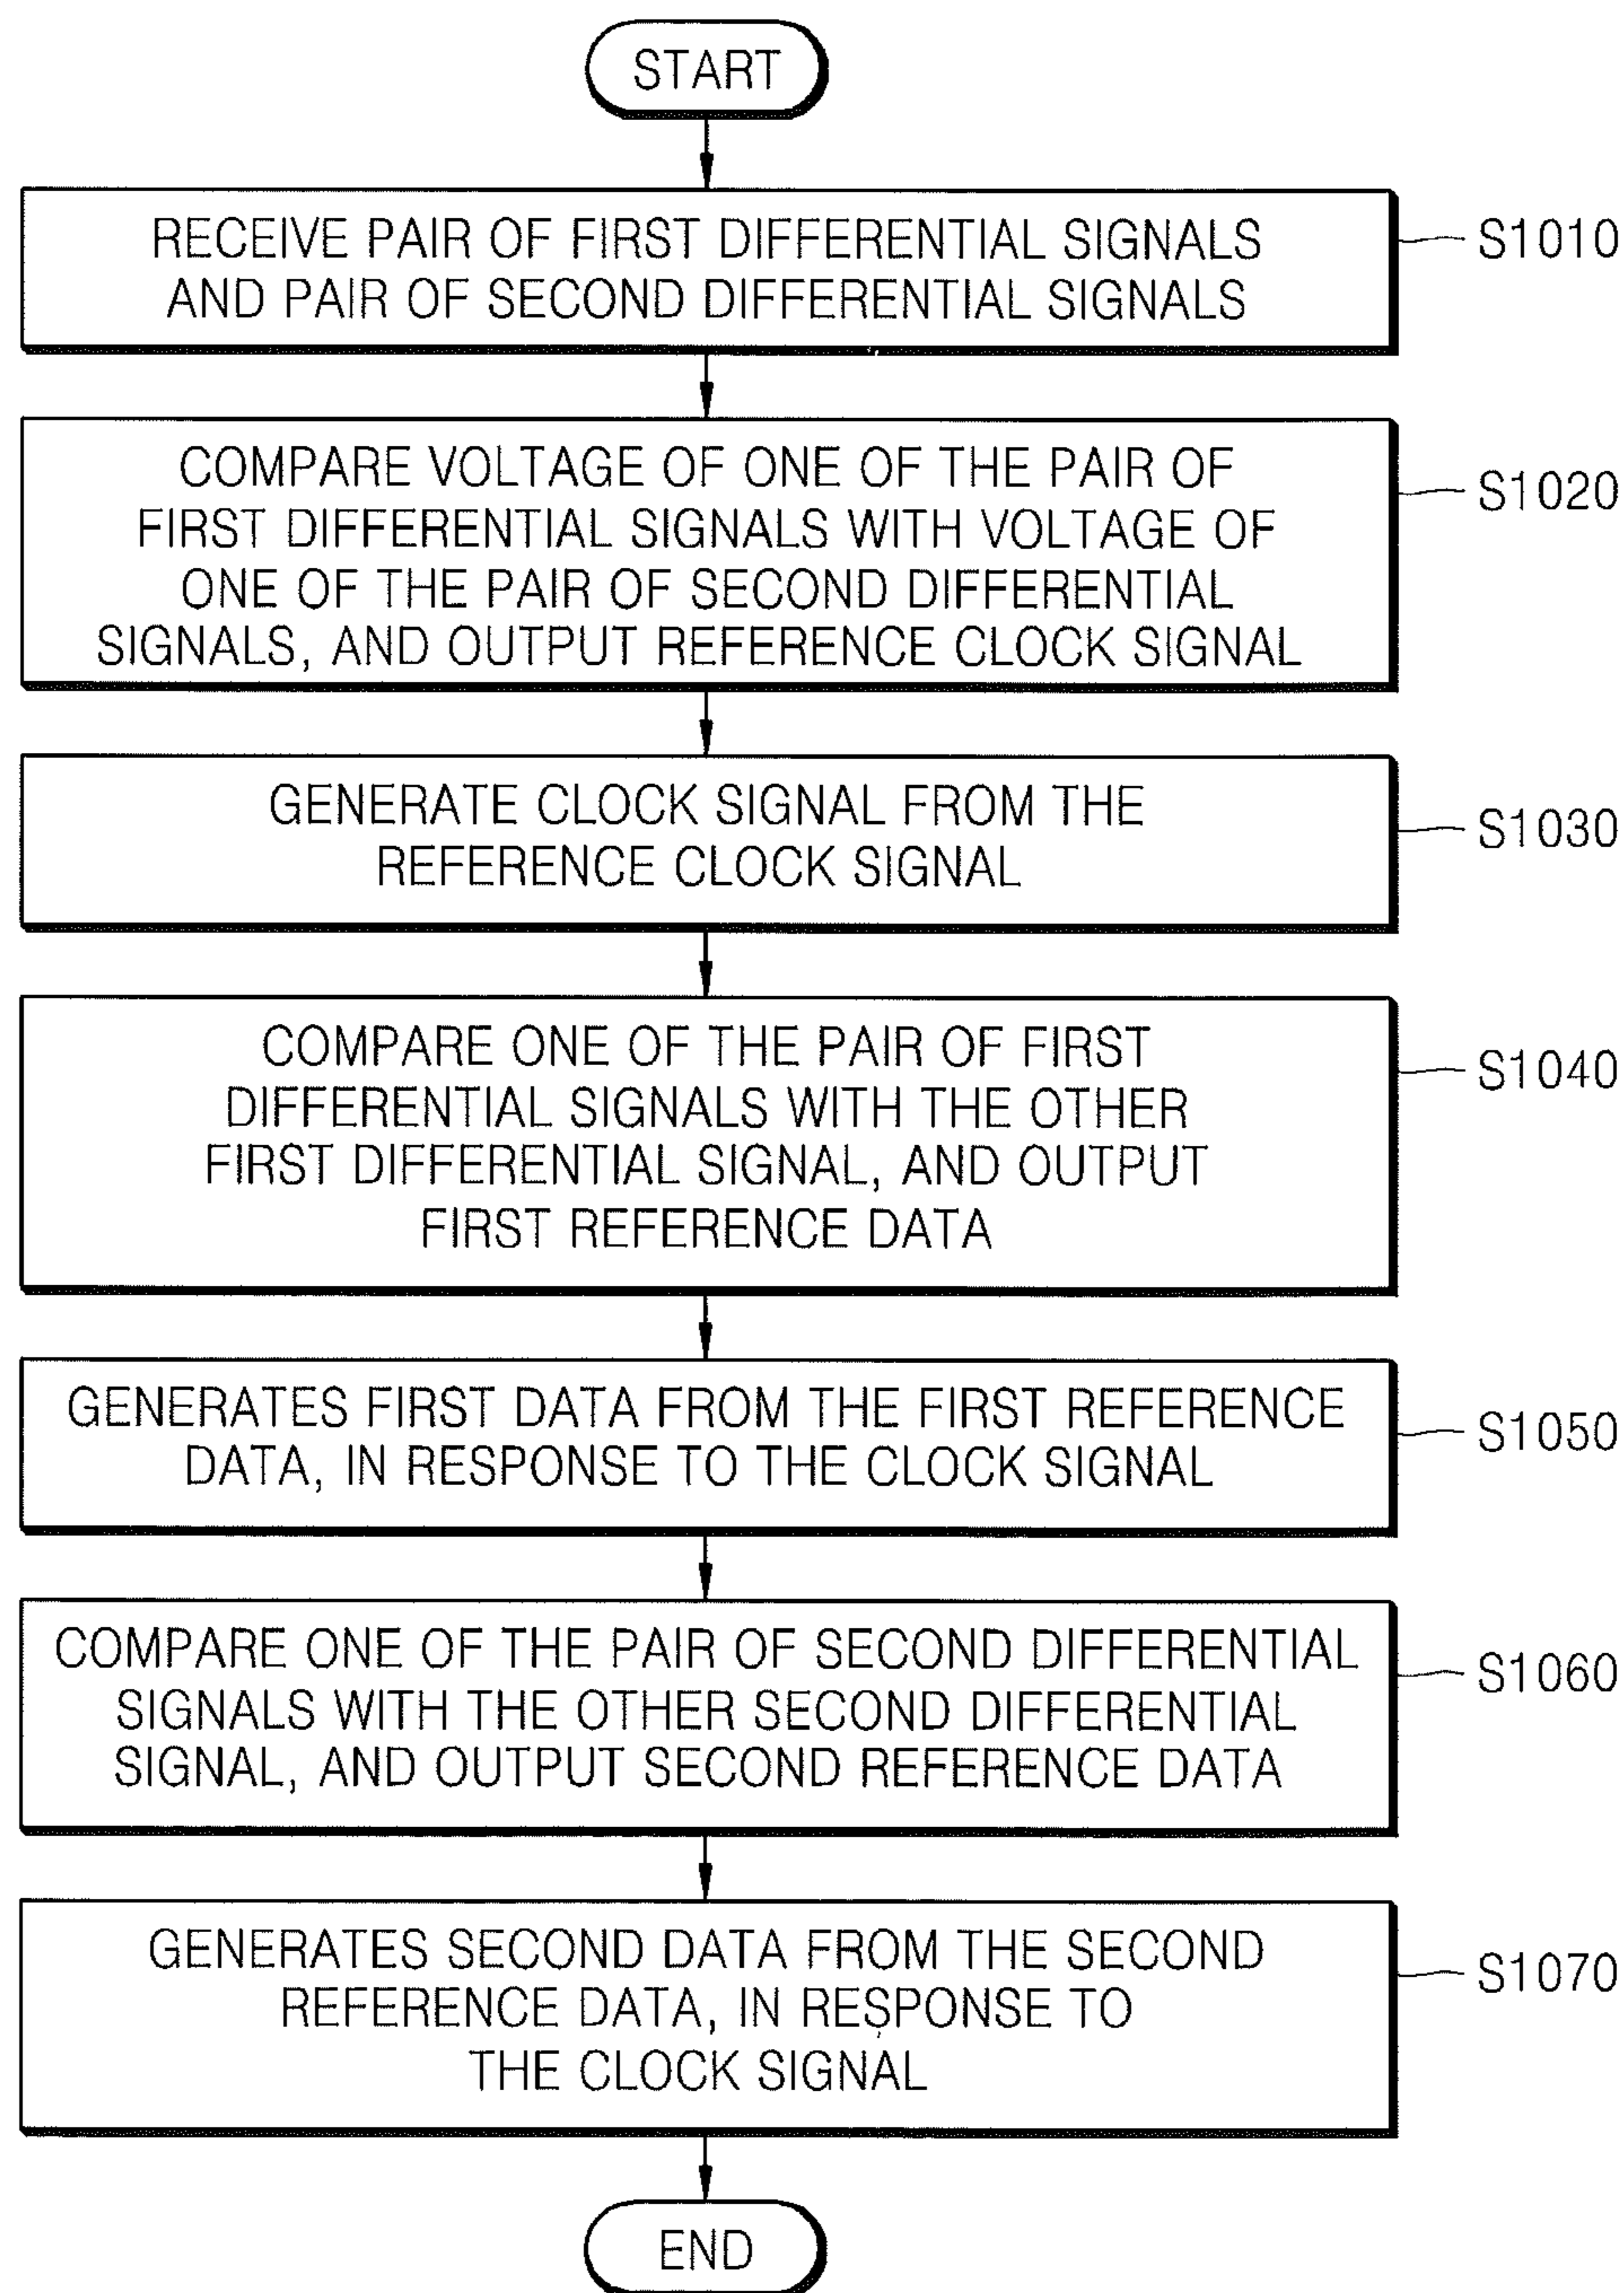 START
RECEIVE PAIR OF FIRST DIFFERENTIAL SIGNALS
AND PAIR OF SECOND DIFFERENTIAL SIGNALS
S1010
COMPARE VOLTAGE OF ONE OF THE PAIR OF
FIRST DIFFERENTIAL SIGNALS WITH VOLTAGE OF
ONE OF THE PAIR OF SECOND DIFFERENTIAL
SIGNALS, AND OUTPUT REFERENCE CLOCK SIGNAL
S1020
GENERATE CLOCK SIGNAL FROM THE
REFERENCE CLOCK SIGNAL
S1030
COMPARE ONE OF THE PAIR OF FIRST
DIFFERENTIAL SIGNALS WITH THE OTHER
FIRST DIFFERENTIAL SIGNAL, AND OUTPUT
FIRST REFERENCE DATA
S1040
GENERATES FIRST DATA FROM THE FIRST REFERENCE
DATA, IN RESPONSE TO THE CLOCK SIGNAL
S1050
COMPARE ONE OF THE PAIR OF SECOND DIFFERENTIAL
SIGNALS WITH THE OTHER SECOND DIFFERENTIAL
SIGNAL, AND OUTPUT SECOND REFERENCE DATA
S1060
GENERATES SECOND DATA FROM THE SECOND
REFERENCE DATA, IN RESPONSE TO
THE CLOCK SIGNAL
S1070
END